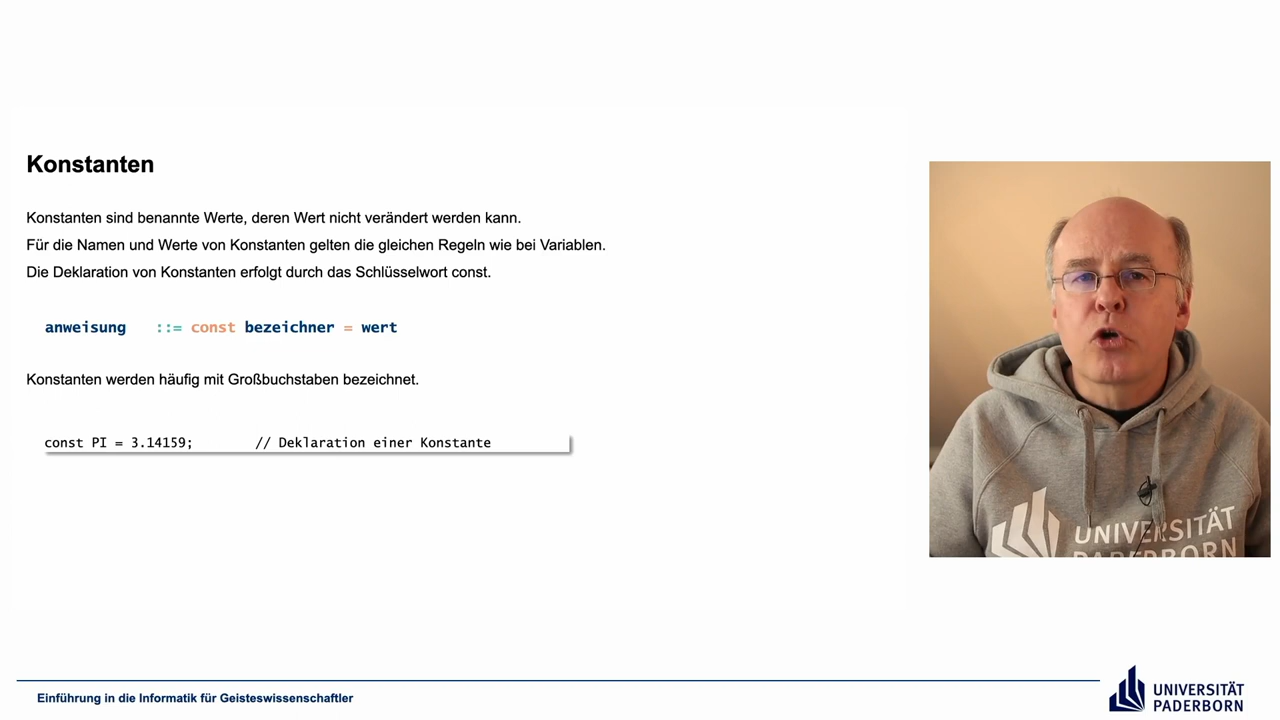 Konstanten
Konstanten sind benannte Werte, deren Wert nicht verändert werden kann.
Für die Namen und Werte von Konstanten gelten die gleichen Regeln wie bei Variablen.
Die Deklaration von Konstanten erfolgt durch das Schlüsselwort const.
anweisung ::= const bezeichner = wert
Konstanten werden häufig mit Großbuchstaben bezeichnet.
const PI = 3.14159; // Deklaration einer Konstante
UNIVERSITÄT
PADERBORN
Einführung in die Informatik für Geisteswissenschaftler
UNIVERSITÄT
PADERBORN